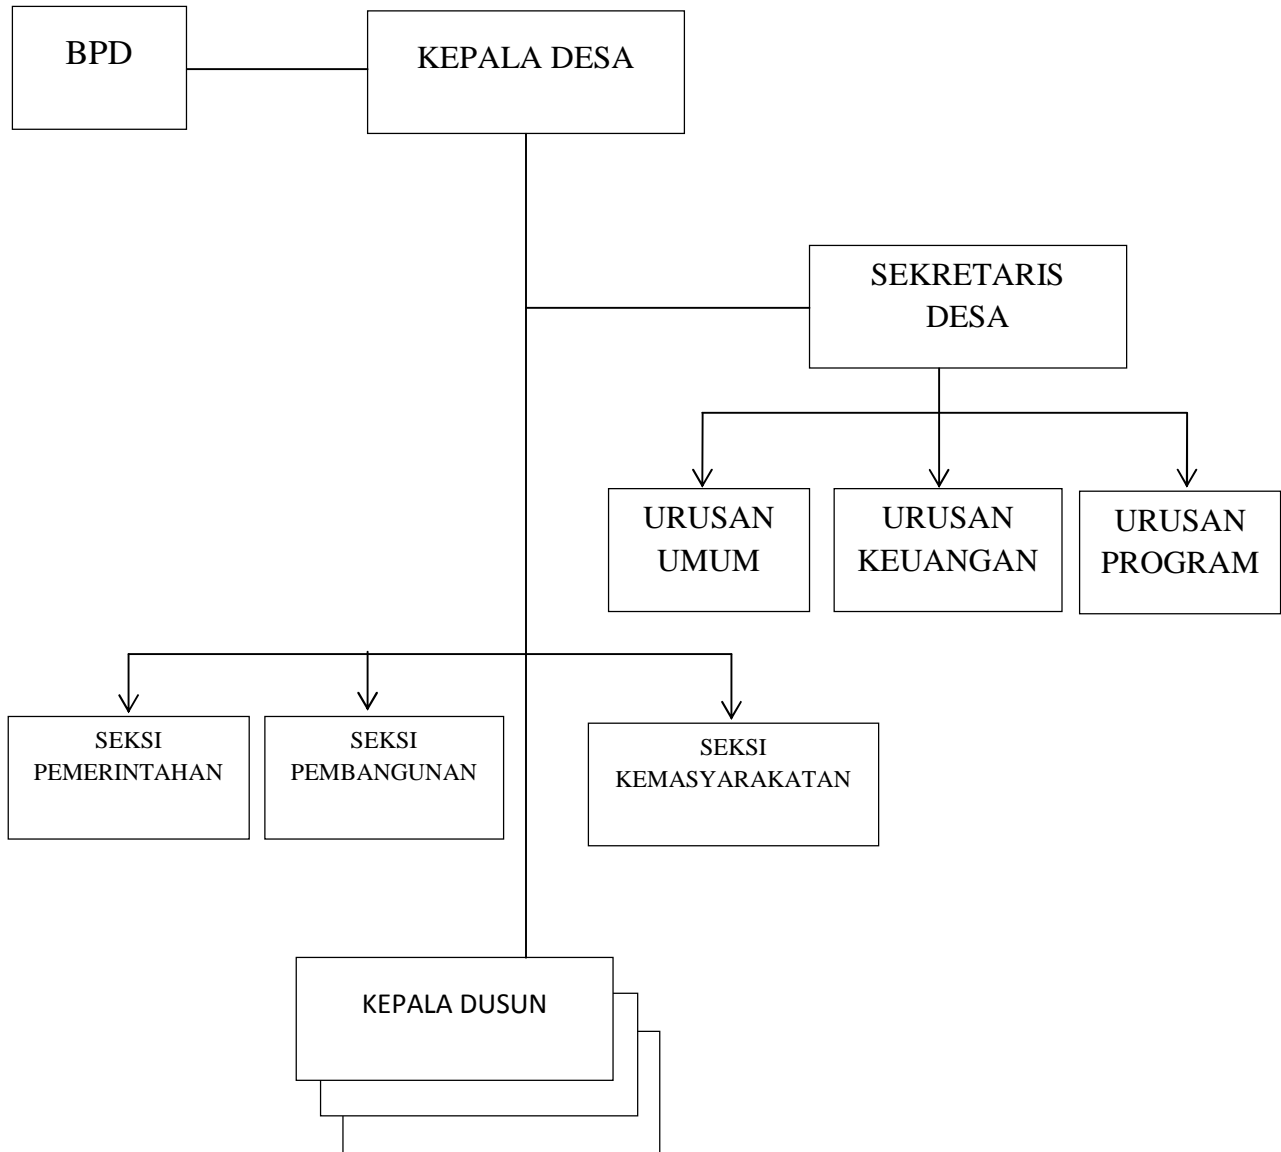 BPD
KEPALA DESA
SEKRETARIS
DESA
URUSAN
UMUM
URUSAN
KEUANGAN
URUSAN
PROGRAM
SEKSI
PEMERINTAHAN
SEKSI
PEMBANGUNAN
SEKSI
KEMASYARAKATAN
KEPALA DUSUN